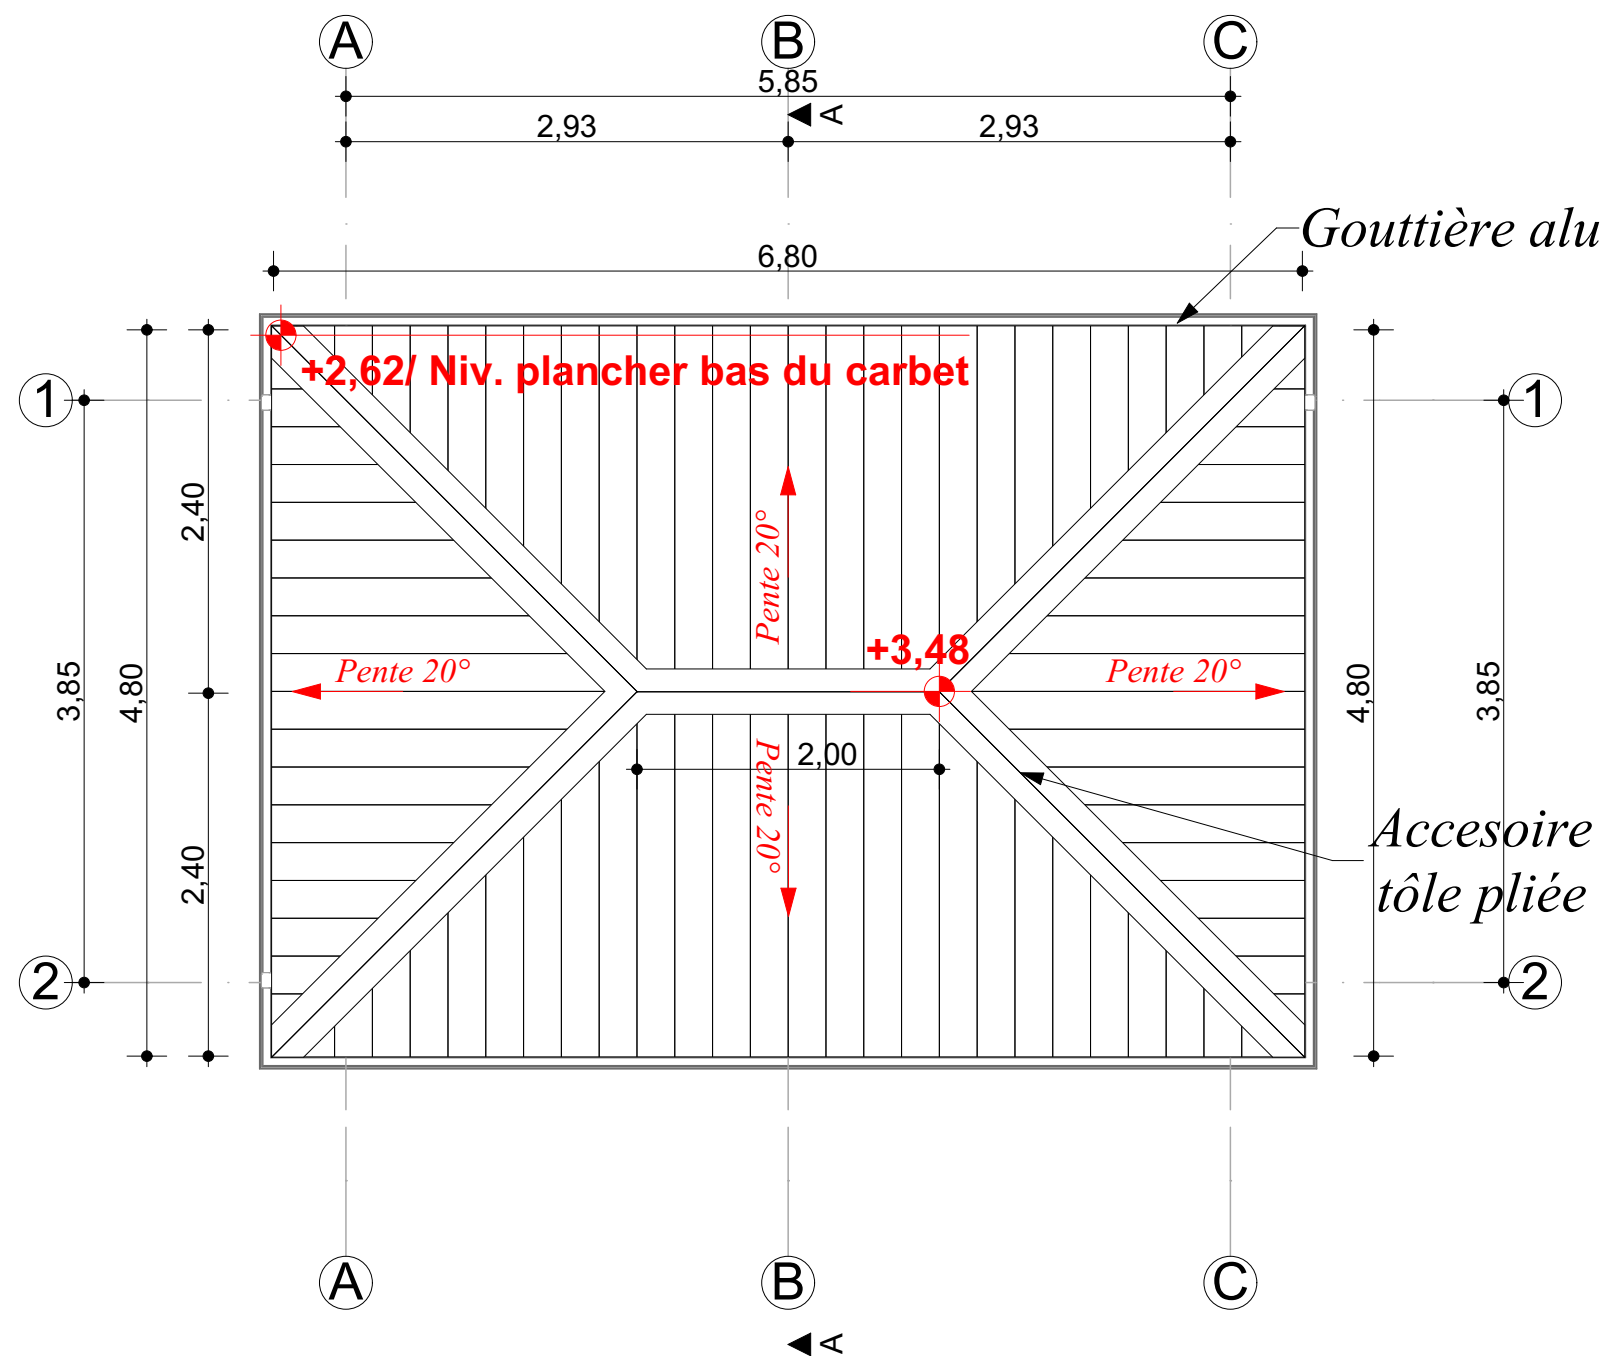 A B C
5,85
A
2,93 2,93
Gouttière alu
6,80
+2,62/ Niv. plancher bas du carbet
1 1
2,40
Pente 20°
+3,48
Pente 20° Pente 20°
3,85 4,80 4,80 3,85
2,00
Pente 20°
Accesoire
tôle pliée
2,40
2 2
A B C
A